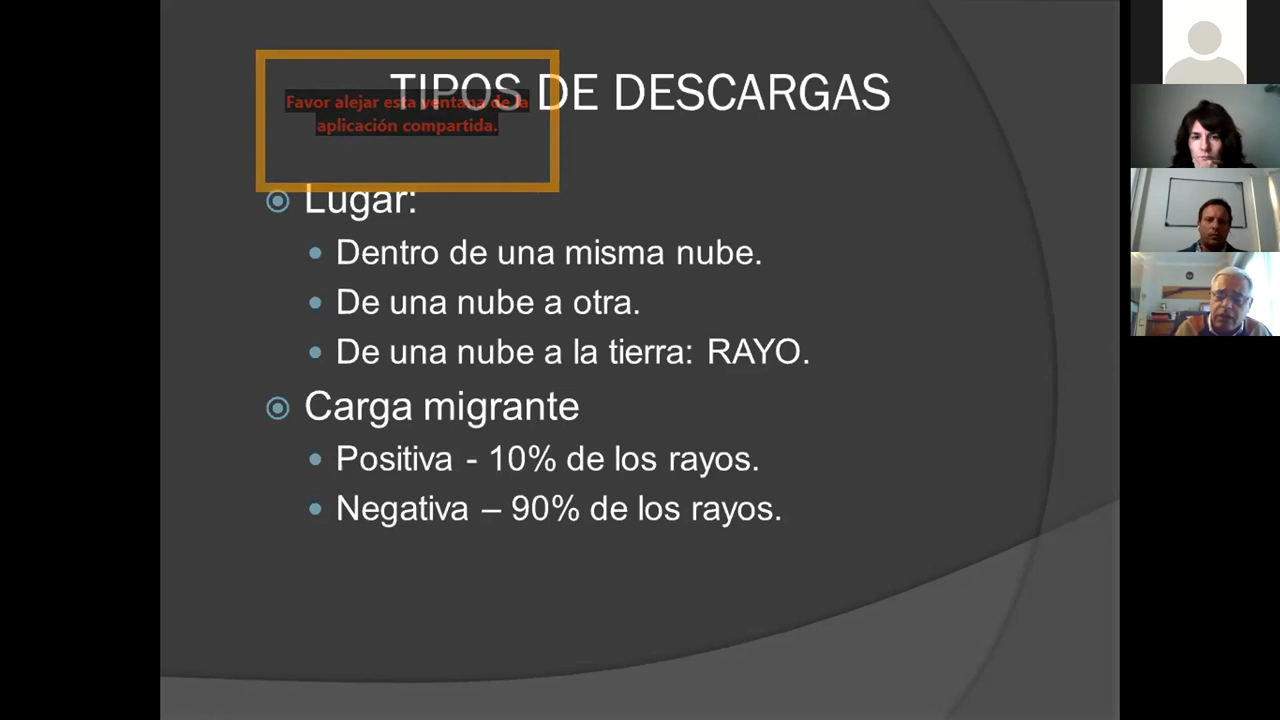 TIPOS DE DESCARGAS
Favor alejar esta ventana de la
aplicación compartida.
Lugar:
Dentro de una misma nube.
De una nube a otra.
De una nube a la tierra: RAYO.
Carga migrante
Positiva - 10% de los rayos.
Negativa – 90% de los rayos.